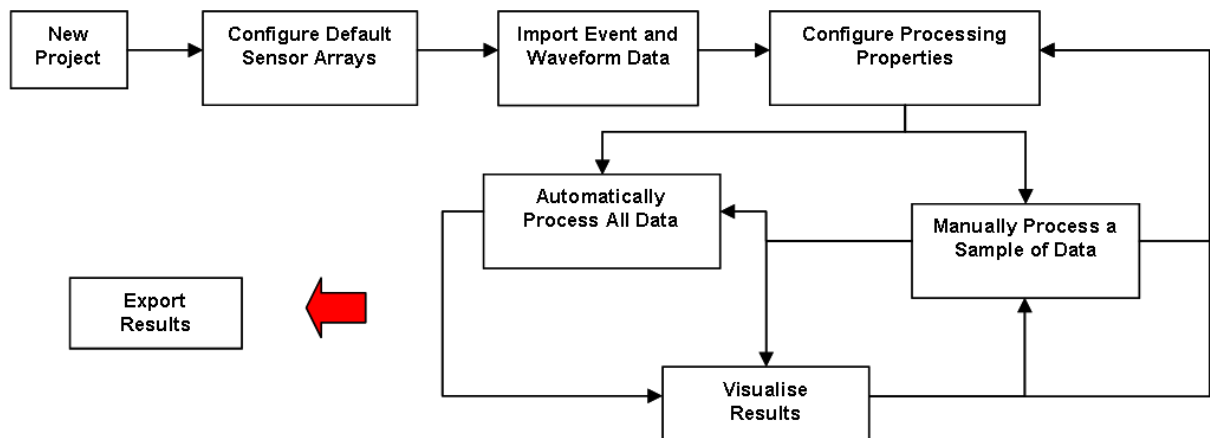 New
Project
Configure Default
Sensor Arrays
Import Event and
Waveform Data
Configure Processing
Properties
Automatically
Process All Data
Manually Process a
Sample of Data
Export
Results
Visualise
Results